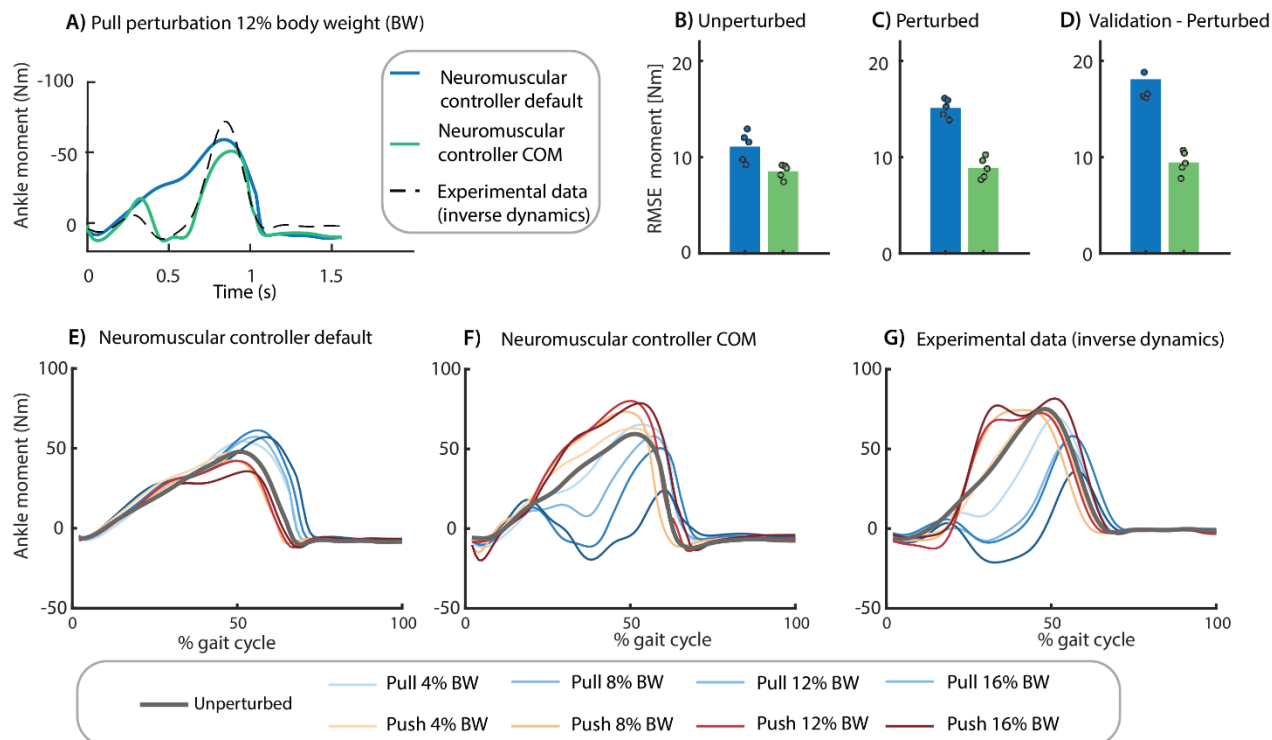 A) Pull perturbation 12% body weight (BW)
-100
-50
0
Ankle moment (Nm)
0 0.5 1 1.5
Time (s)
Neuromuscular
controller default
Neuromuscular
controller COM
Experimental data
(inverse dynamics)
B) Unperturbed
20
10
0
RMSE moment [Nm]
C) Perturbed
20
10
0
D) Validation - Perturbed
20
10
0
E) Neuromuscular controller default
100
50
0
-50
Ankle moment (Nm)
0 50 100
% gait cycle
F) Neuromuscular controller COM
100
50
0
-50
0 50 100
% gait cycle
G) Experimental data (inverse dynamics)
100
50
0
-50
0 50 100
% gait cycle
Unperturbed
Pull 4% BW Pull 8% BW Pull 12% BW Pull 16% BW
Push 4% BW Push 8% BW Push 12% BW Push 16% BW